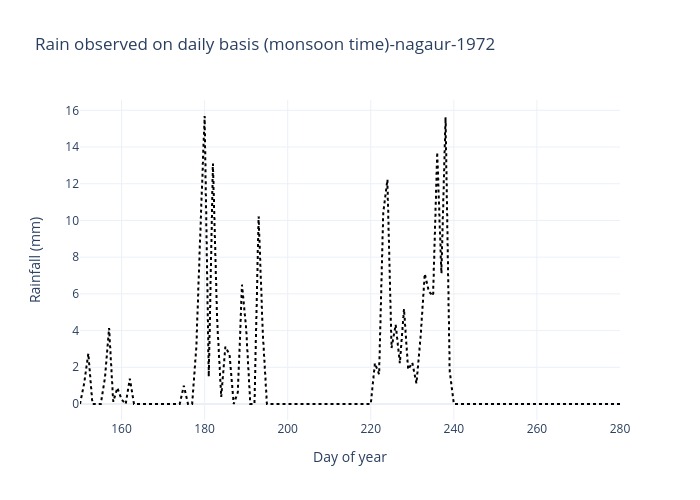 Rain observed on daily basis (monsoon time)-nagaur-1972
16
14
12
10
8
6
4
2
0
Rainfall (mm)
160 180 200 220 240 260 280
Day of year